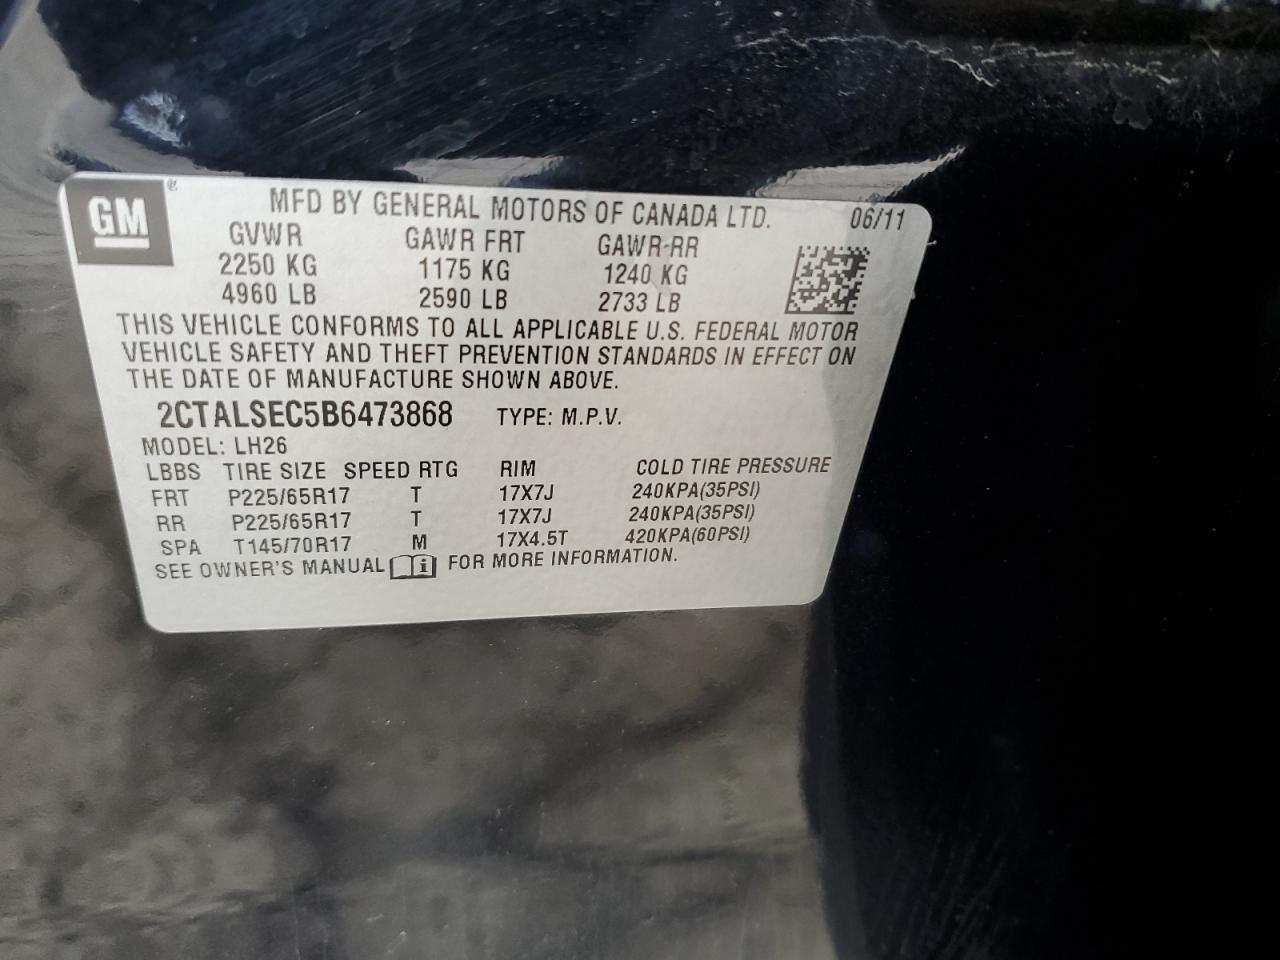 GM ® MFD BY GENERAL MOTORS OF CANADA LTD. 06/11
GVWR GAWR FRT GAWR RR
2250 KG 1175 KG 1240 KG
4960 LB 2590 LB 2733 LB
THIS VEHICLE CONFORMS TO ALL APPLICABLE U.S. FEDERAL MOTOR
VEHICLE SAFETY AND THEFT PREVENTION STANDARDS IN EFFECT ON
THE DATE OF MANUFACTURE SHOWN ABOVE.
2CTALSEC5B6473868 TYPE: M.P.V.
MODEL: LH26
LBBS TIRE SIZE SPEED RTG RIM COLD TIRE PRESSURE
FRT P225/65R17 T 17X7J 240KPA(35PSI)
RR P225/65R17 T 17X7J 240KPA(35PSI)
SPA T145/70R17 M 17X4.5T 420KPA(60PSI)
SEE OWNER'S MANUAL i FOR MORE INFORMATION.